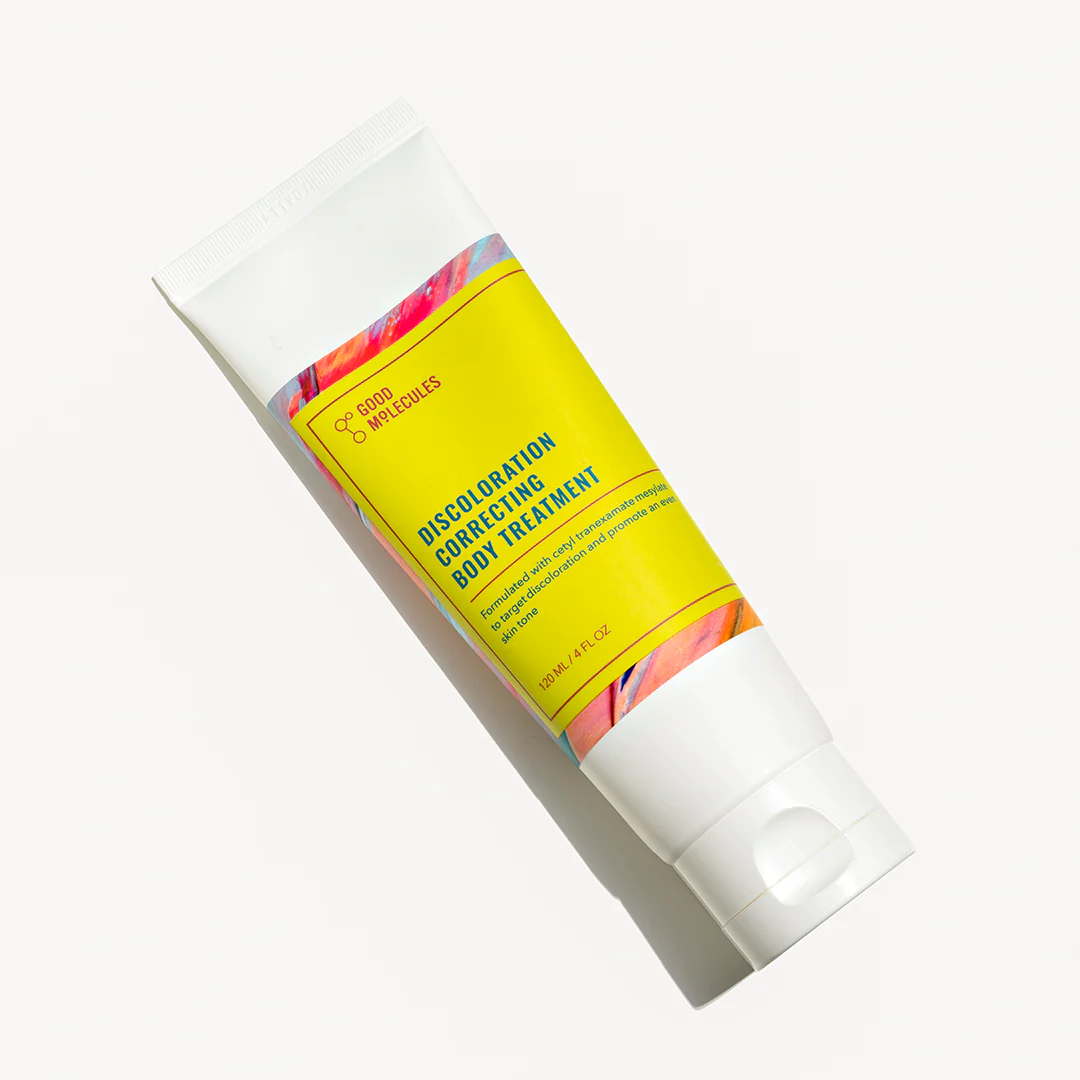 GOOD
MOLECULES
DISCOLORATION
CORRECTING
BODY TREATMENT
Formulated with cetyl tranexamate mesylate
to target discoloration and promote an even
skin tone
120 ML / 4 FL OZ